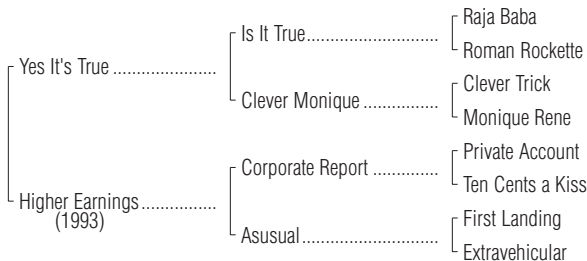 Raja Baba
Is It True
Roman Rockette
Yes It's True
Clever Trick
Clever Monique
Monique Rene
Private Account
Corporate Report
Ten Cents a Kiss
Higher Earnings
(1993)
First Landing
Asusual
Extravehicular